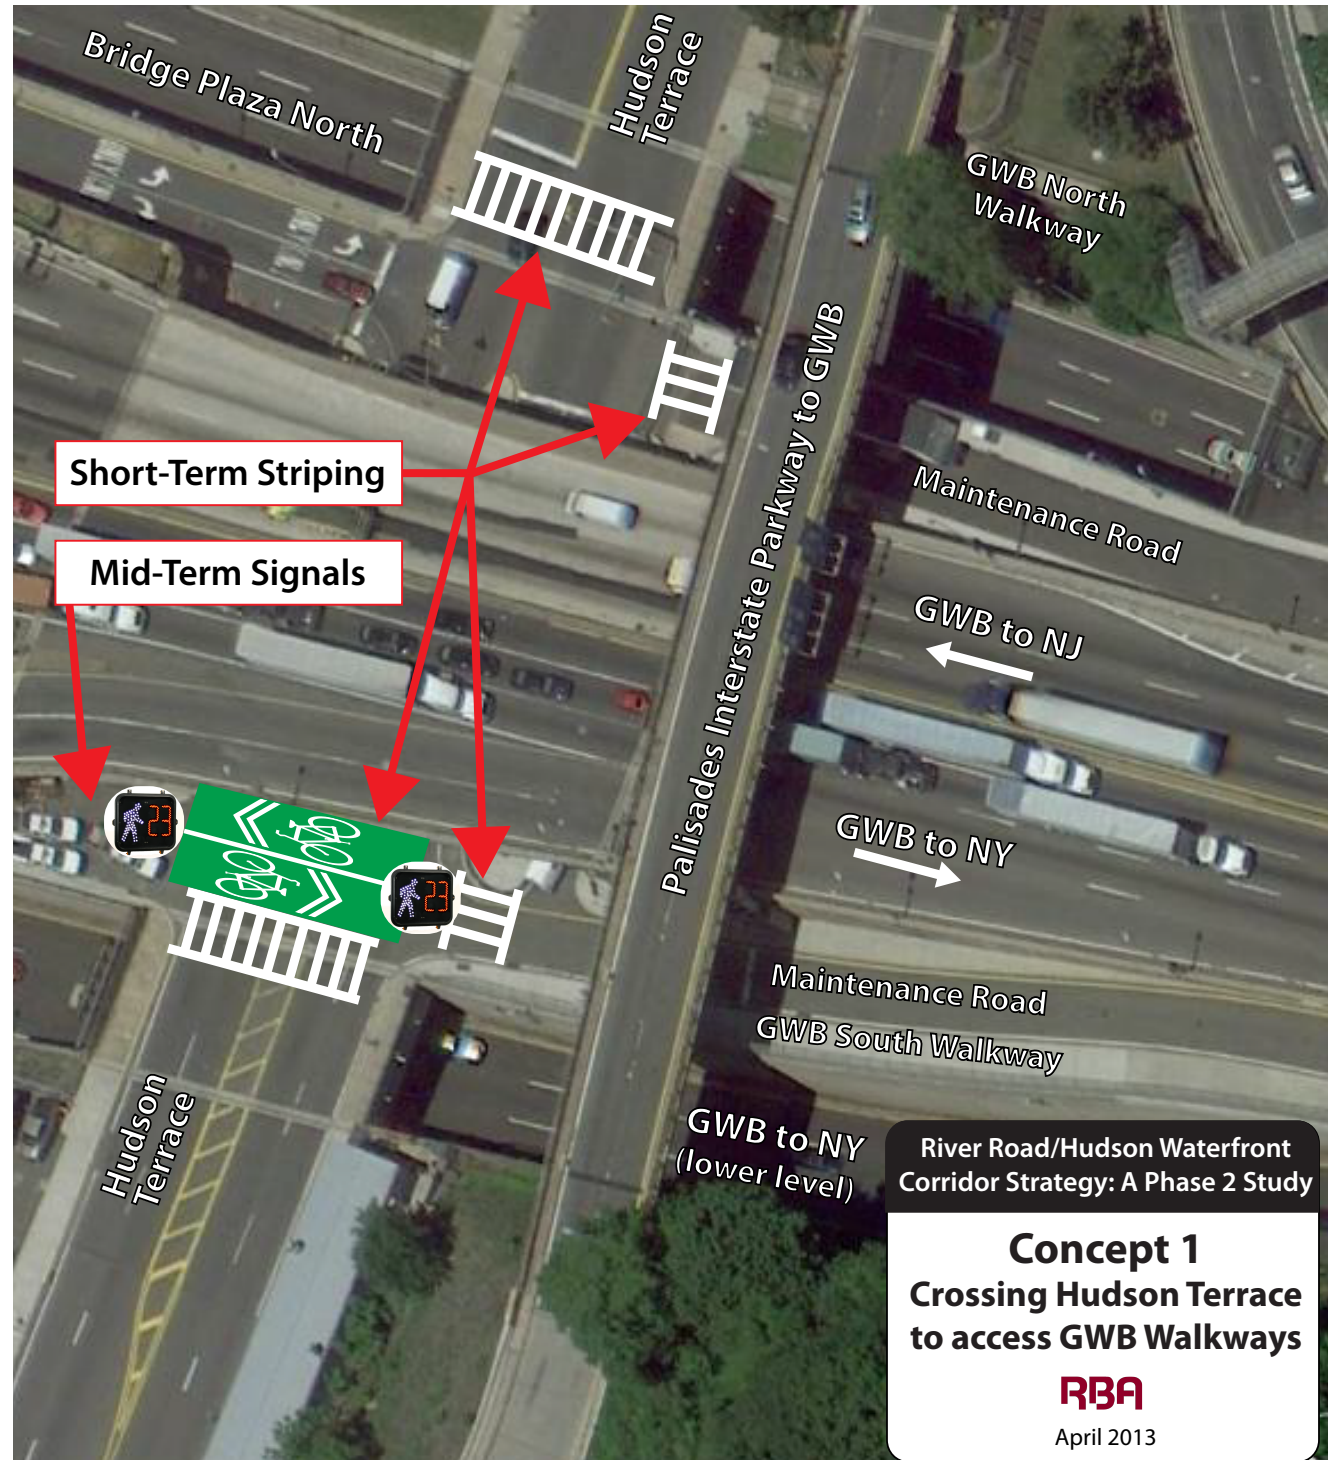 Bridge Plaza North
Hudson
Terrace
GWB North
Walkway
Short-Term Striping
Mid-Term Signals
Palisades Interstate Parkway to GWB
Maintenance Road
GWB to NJ
GWB to NY
23
23
Maintenance Road
GWB South Walkway
Hudson
Terrace
GWB to NY
(lower level)
River Road/Hudson Waterfront
Corridor Strategy: A Phase 2 Study
Concept 1
Crossing Hudson Terrace
to access GWB Walkways
RBA
April 2013